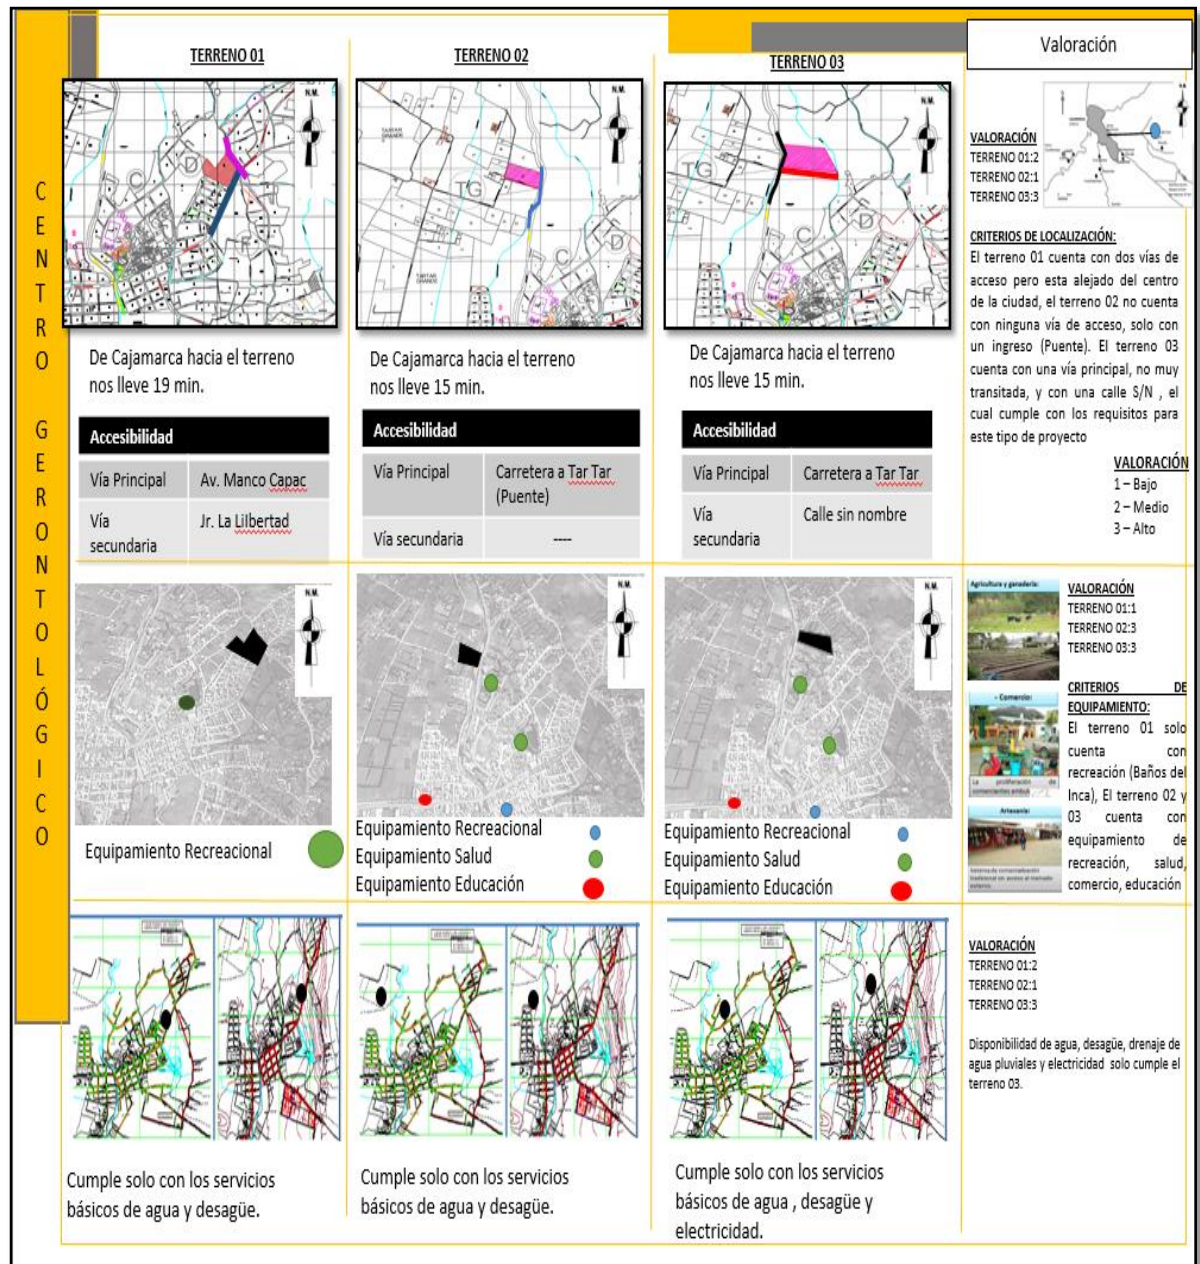 CENTRO GERONTOLÓGICO
TERRENO 01
N.M.
De Cajamarca hacia el terreno
nos lleve 19 min.
Accesibilidad
Vía Principal Av. Manco Capac
Vía Jr. La Lilbertad
secundaria
TERRENO 02
TARTAR
GRANDE
TG
C
D
TARTAR
GRANDE
N.M.
De Cajamarca hacia el terreno
nos lleve 15 min.
Accesibilidad
Vía Principal Carretera a Tar Tar
(Puente)
Vía secundaria ----
TERRENO 03
TG
C
D
N.M.
De Cajamarca hacia el terreno
nos lleve 15 min.
Accesibilidad
Vía Principal Carretera a Tar Tar
Vía Calle sin nombre
secundaria
Valoración
N.M.
VALORACIÓN
TERRENO 01:2
TERRENO 02:1
TERRENO 03:3
CRITERIOS DE LOCALIZACIÓN:
El terreno 01 cuenta con dos vías de
acceso pero esta alejado del centro
de la ciudad, el terreno 02 no cuenta
con ninguna vía de acceso, solo con
un ingreso (Puente). El terreno 03
cuenta con una vía principal, no muy
transitada, y con una calle S/N , el
cual cumple con los requisitos para
este tipo de proyecto
VALORACIÓN
1 – Bajo
2 – Medio
3 – Alto
N.M.
Equipamiento Recreacional
N.M.
Equipamiento Recreacional
Equipamiento Salud
Equipamiento Educación
N.M.
Equipamiento Recreacional
Equipamiento Salud
Equipamiento Educación
Agricultura y ganadería:
- Comercio:
La proliferación de
comerciantes
Artesanía:
VALORACIÓN
TERRENO 01:1
TERRENO 02:3
TERRENO 03:3
CRITERIOS DE
EQUIPAMIENTO:
El terreno 01 solo
cuenta con
recreación (Baños del
Inca), El terreno 02 y
03 cuenta con
equipamiento de
recreación, salud,
comercio, educación
Cumple solo con los servicios
básicos de agua y desagüe.
Cumple solo con los servicios
básicos de agua y desagüe.
Cumple solo con los servicios
básicos de agua , desagüe y
electricidad.
VALORACIÓN
TERRENO 01:2
TERRENO 02:1
TERRENO 03:3
Disponibilidad de agua, desagüe, drenaje de
agua pluviales y electricidad solo cumple el
terreno 03.